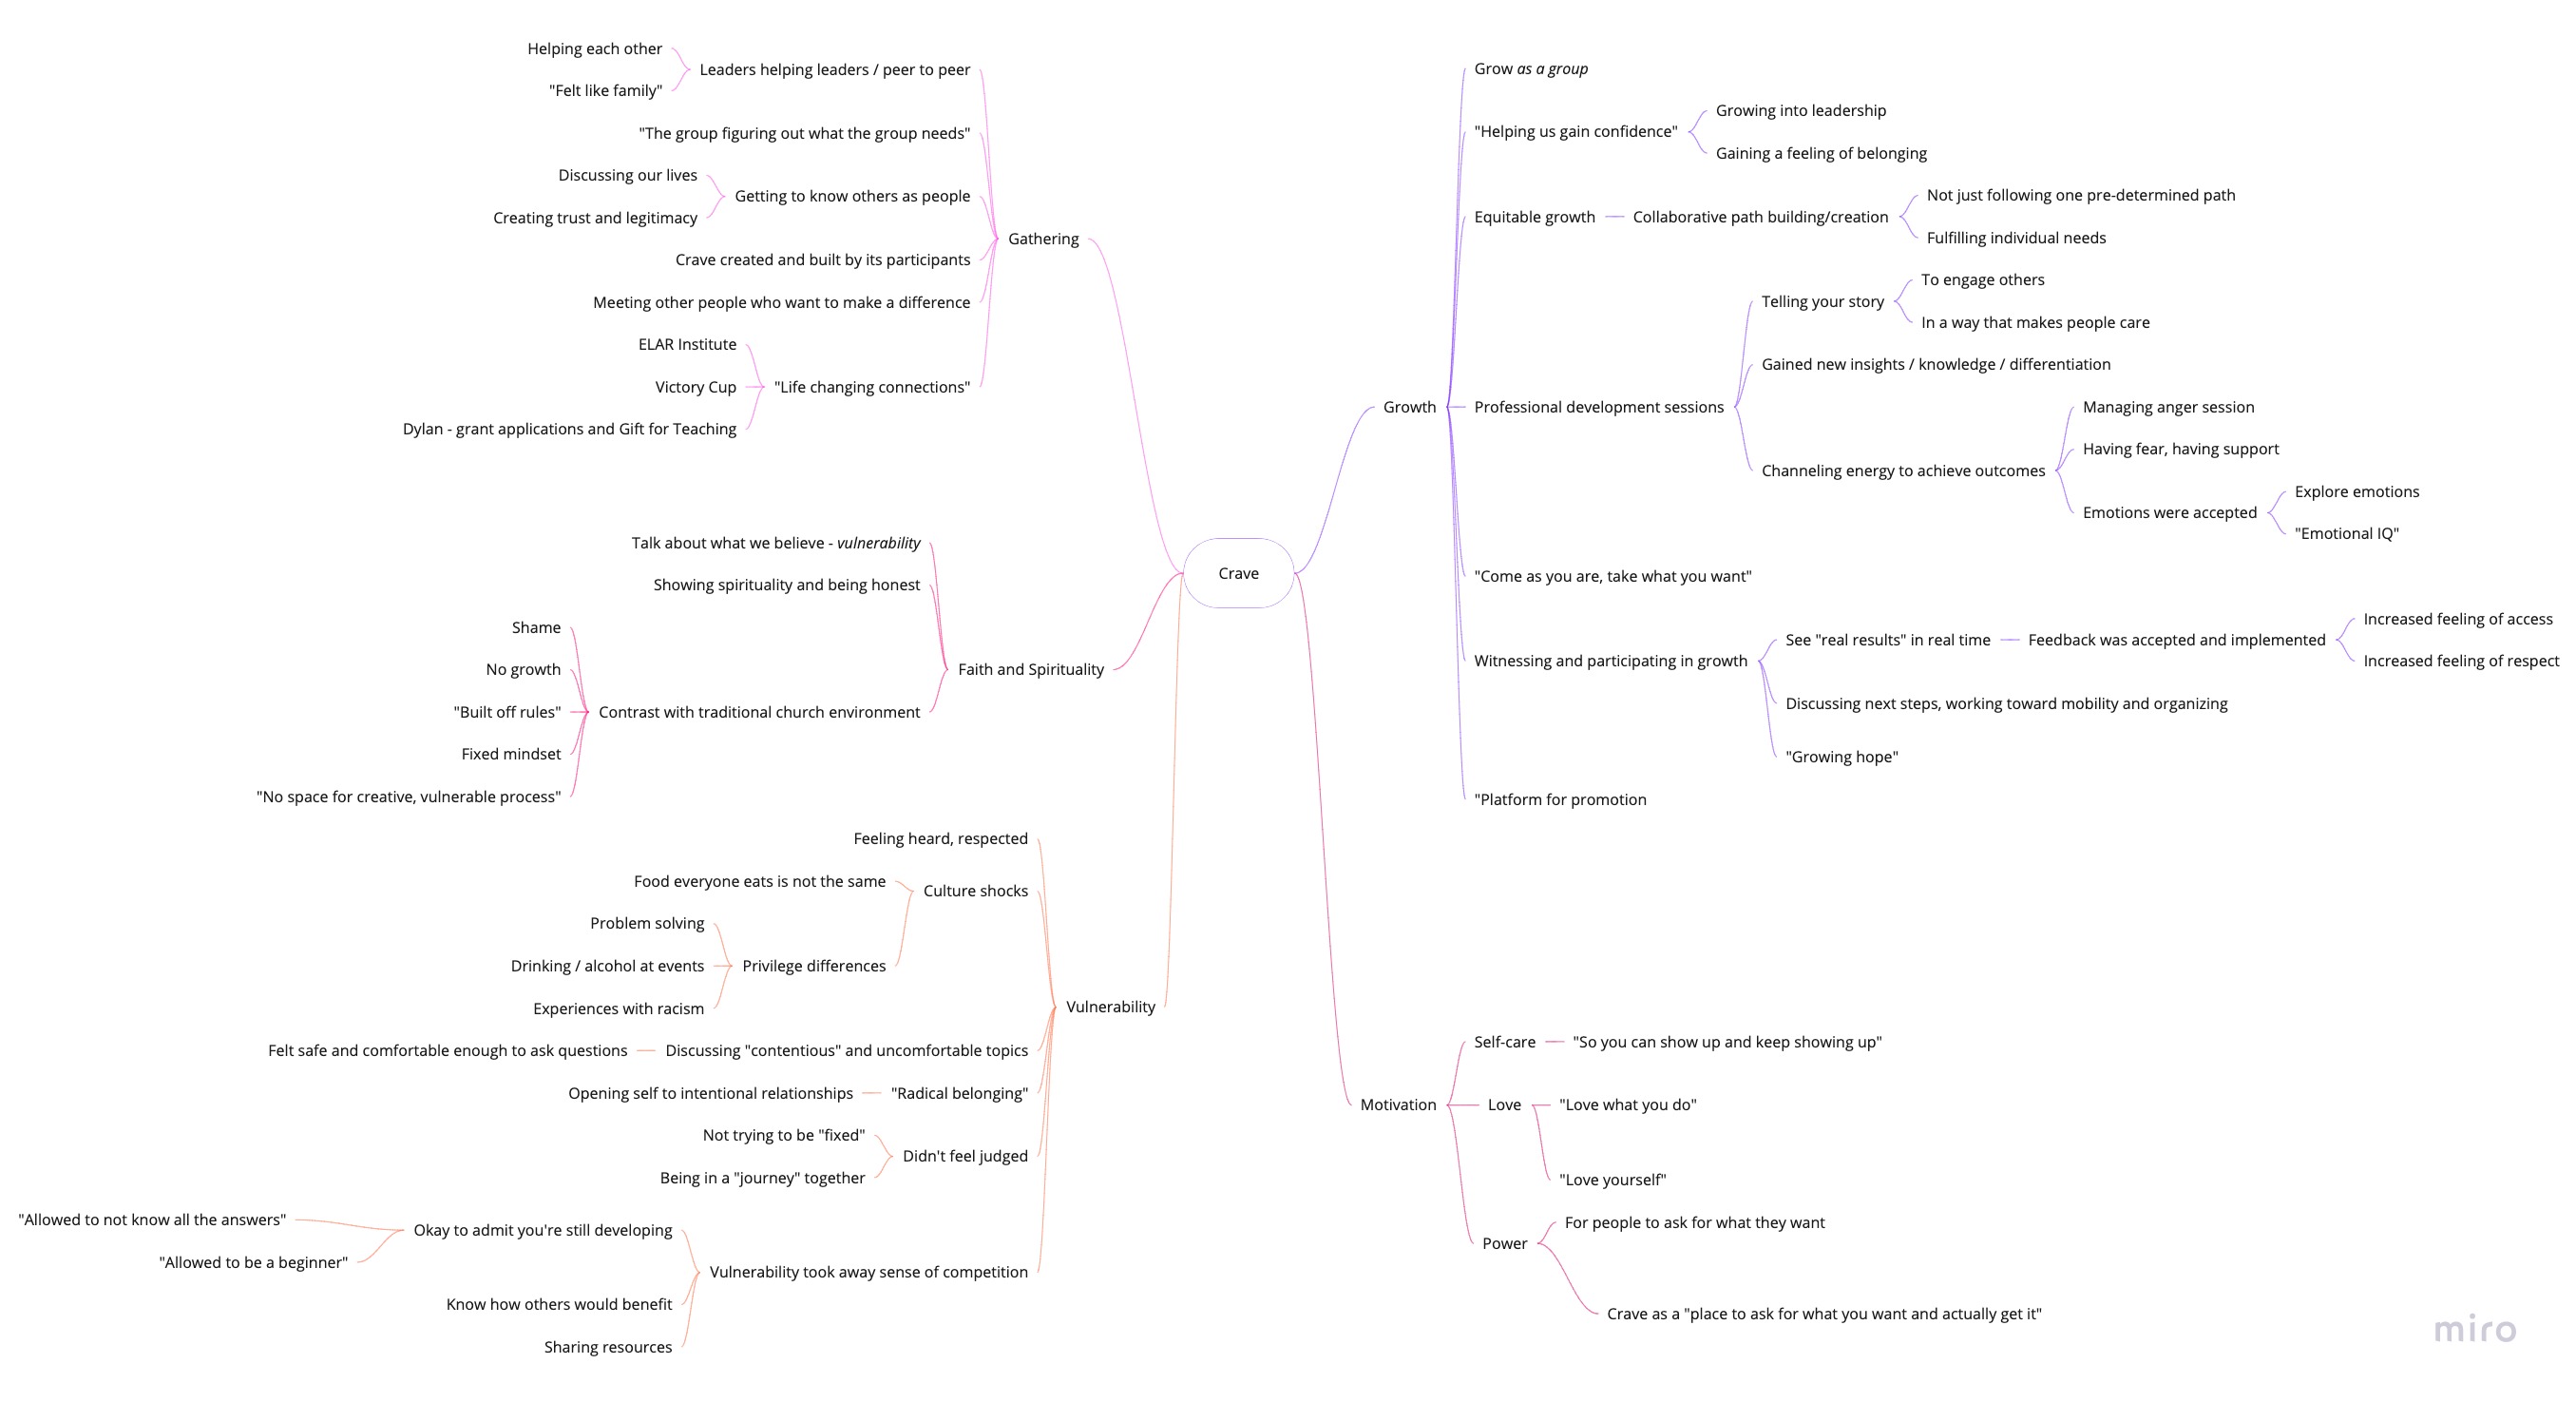 Crave
Gathering
Leaders helping leaders / peer to peer
Helping each other
"Felt like family"
"The group figuring out what the group needs"
Getting to know others as people
Discussing our lives
Creating trust and legitimacy
Crave created and built by its participants
Meeting other people who want to make a difference
"Life changing connections"
ELAR Institute
Victory Cup
Dylan - grant applications and Gift for Teaching
Faith and Spirituality
Talk about what we believe - vulnerability
Showing spirituality and being honest
Contrast with traditional church environment
Shame
No growth
"Built off rules"
Fixed mindset
"No space for creative, vulnerable process"
Vulnerability
Feeling heard, respected
Culture shocks
Food everyone eats is not the same
Privilege differences
Problem solving
Drinking / alcohol at events
Experiences with racism
Discussing "contentious" and uncomfortable topics
Felt safe and comfortable enough to ask questions
"Radical belonging"
Opening self to intentional relationships
Didn't feel judged
Not trying to be "fixed"
Being in a "journey" together
Vulnerability took away sense of competition
Okay to admit you're still developing
"Allowed to not know all the answers"
"Allowed to be a beginner"
Know how others would benefit
Sharing resources
Growth
Grow as a group
"Helping us gain confidence"
Growing into leadership
Gaining a feeling of belonging
Equitable growth
Collaborative path building/creation
Not just following one pre-determined path
Fulfilling individual needs
Professional development sessions
Telling your story
To engage others
In a way that makes people care
Gained new insights / knowledge / differentiation
Channeling energy to achieve outcomes
Managing anger session
Having fear, having support
Emotions were accepted
Explore emotions
"Emotional IQ"
"Come as you are, take what you want"
Witnessing and participating in growth
See "real results" in real time
Feedback was accepted and implemented
Increased feeling of access
Increased feeling of respect
Discussing next steps, working toward mobility and organizing
"Growing hope"
"Platform for promotion
Motivation
Self-care
"So you can show up and keep showing up"
Love
"Love what you do"
"Love yourself"
Power
For people to ask for what they want
Crave as a "place to ask for what you want and actually get it"
miro